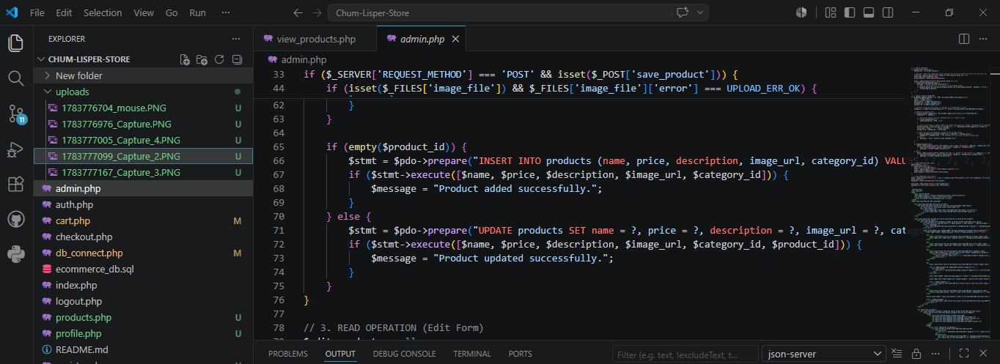 File Edit Selection View Go Run ··· Chum-Lisper-Store
EXPLORER ···
CHUM-LISPER-STORE
New folder
uploads
1783776704_mouse.PNG U
1783776976_Capture.PNG U
1783777005_Capture_4.PNG U
1783777099_Capture_2.PNG U
1783777167_Capture_3.PNG U
admin.php
auth.php
cart.php M
checkout.php
db_connect.php M
ecommerce_db.sql
index.php
logout.php
products.php U
profile.php U
README.md
11
view_products.php admin.php
admin.php
33 if ($_SERVER['REQUEST_METHOD'] === 'POST' && isset($_POST['save_product'])) {
44 if (isset($_FILES['image_file']) && $_FILES['image_file']['error'] === UPLOAD_ERR_OK) {
62 }
63 }
64
65 if (empty($product_id)) {
66 $stmt = $pdo->prepare("INSERT INTO products (name, price, description, image_url, category_id) VALU
67 if ($stmt->execute([$name, $price, $description, $image_url, $category_id])) {
68 $message = "Product added successfully.";
69 }
70 } else {
71 $stmt = $pdo->prepare("UPDATE products SET name = ?, price = ?, description = ?, image_url = ?, cat
72 if ($stmt->execute([$name, $price, $description, $image_url, $category_id, $product_id])) {
73 $message = "Product updated successfully.";
74 }
75 }
76 }
77
78 // 3. READ OPERATION (Edit Form)
PROBLEMS OUTPUT DEBUG CONSOLE TERMINAL PORTS Filter (e.g. text, !excludeText, t... json-server